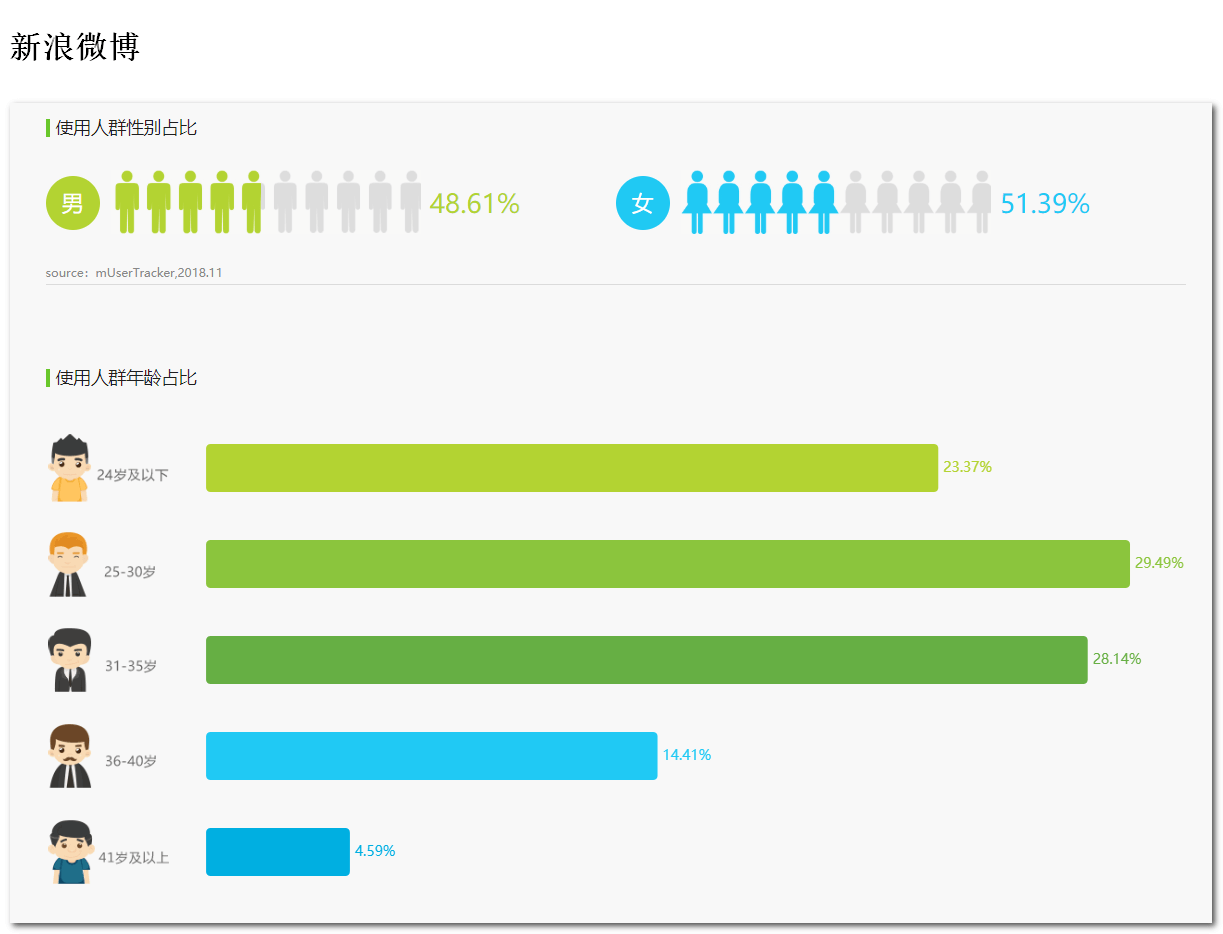 新浪微博
使用人群性别占比
男 48.61% 女 51.39%
source：mUserTracker,2018.11
使用人群年龄占比
24岁及以下 23.37%
25-30岁 29.49%
31-35岁 28.14%
36-40岁 14.41%
41岁及以上 4.59%